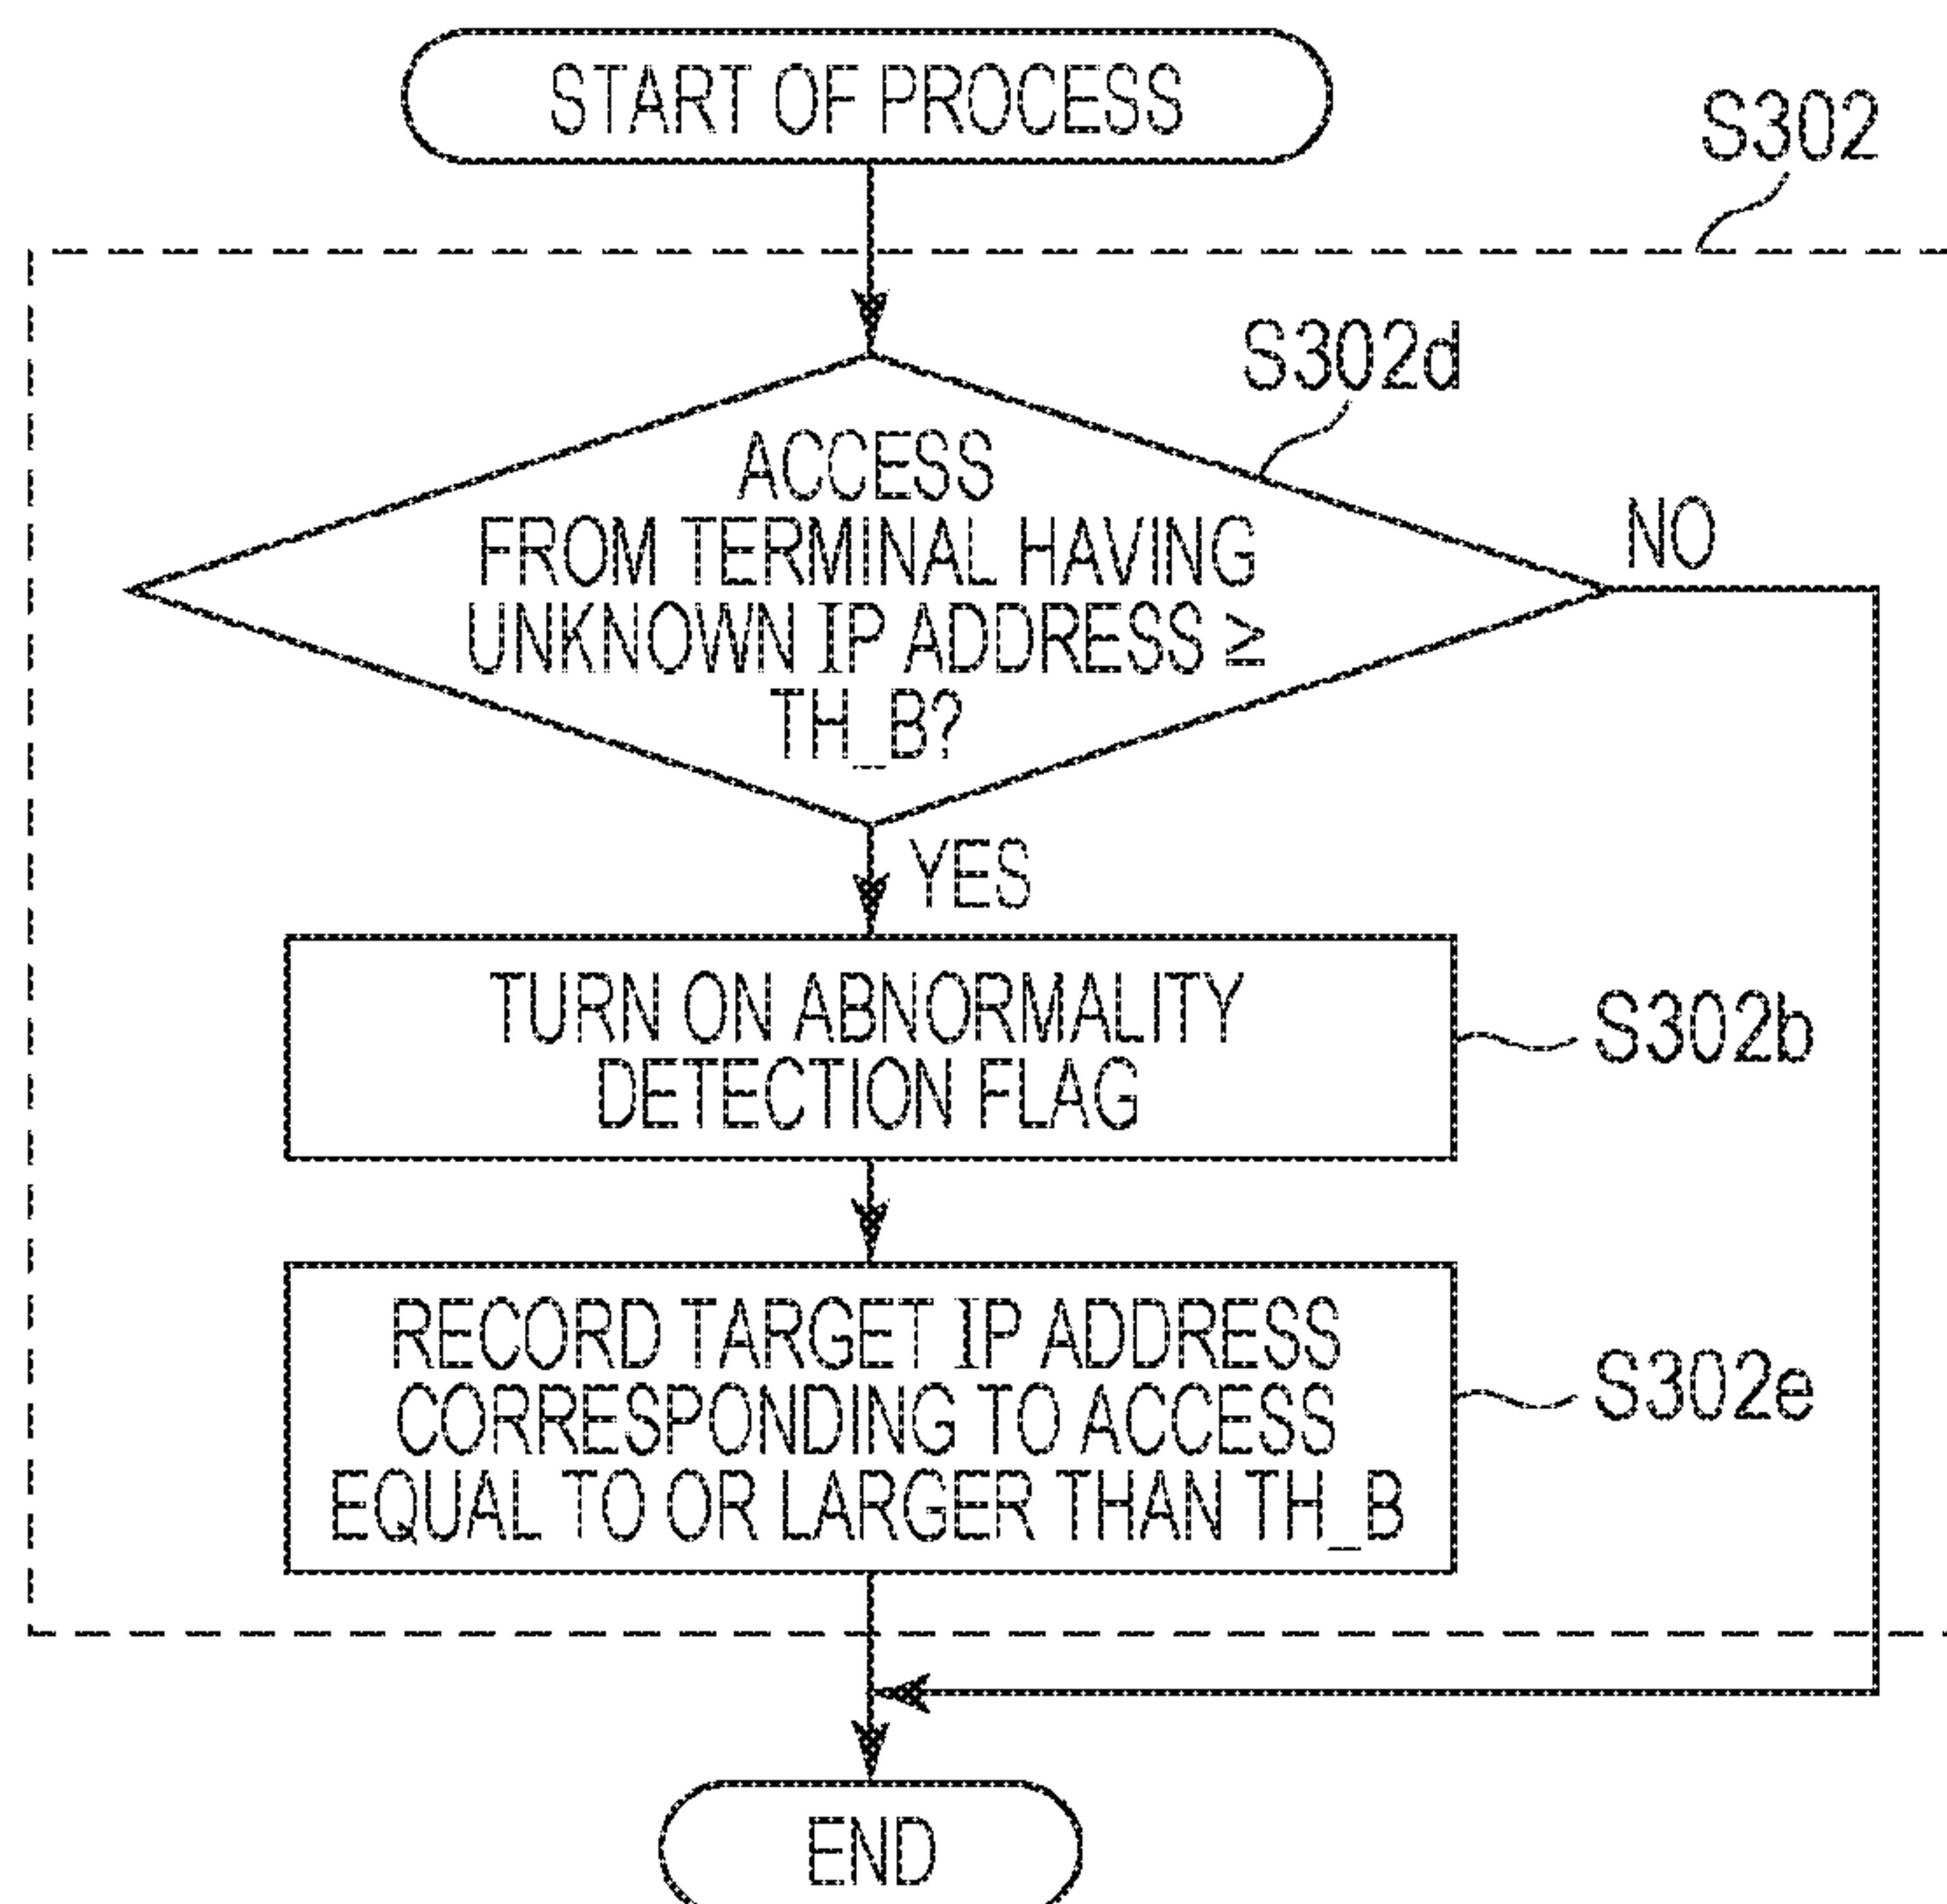 START OF PROCESS
S302
S302d
ACCESS
FROM TERMINAL HAVING
UNKNOWN IP ADDRESS ≥
TH_B?
NO
YES
TURN ON ABNORMALITY
DETECTION FLAG
S302b
RECORD TARGET IP ADDRESS
CORRESPONDING TO ACCESS
EQUAL TO OR LARGER THAN TH_B
S302e
END